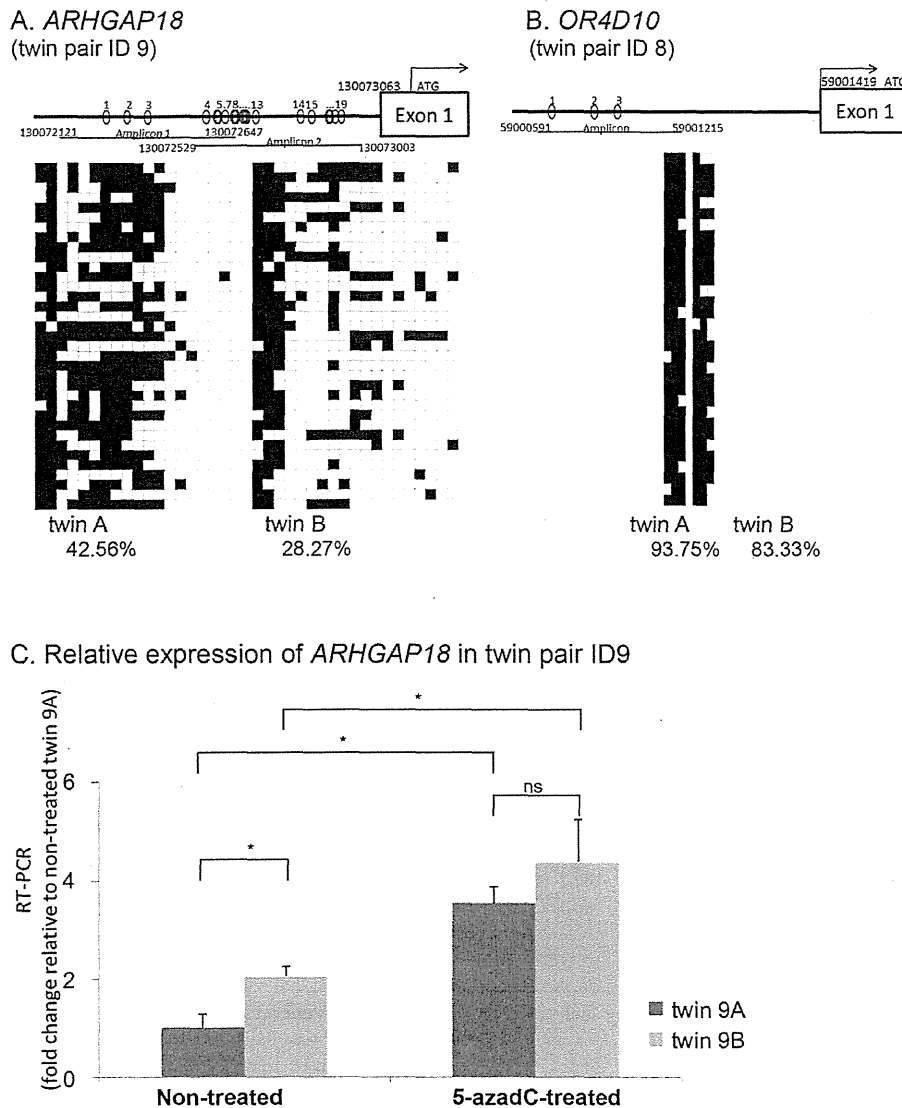 A. ARHGAP18
(twin pair ID 9)
130073063 ATG
1 2 3 4 5.78....13 1415 ...19
Exon 1
130072121 Amplicon 1 130072647
130072529 Amplicon 2 130073003
twin A
42.56%
twin B
28.27%
B. OR4D10
(twin pair ID 8)
59001419 ATG
1 2 3
Exon 1
59000591 Amplicon 59001215
twin A
93.75%
twin B
83.33%
C. Relative expression of ARHGAP18 in twin pair ID9
RT-PCR
(fold change relative to non-treated twin 9A)
6
4
2
0
*
*
*
ns
twin 9A
twin 9B
Non-treated
5-azadC-treated